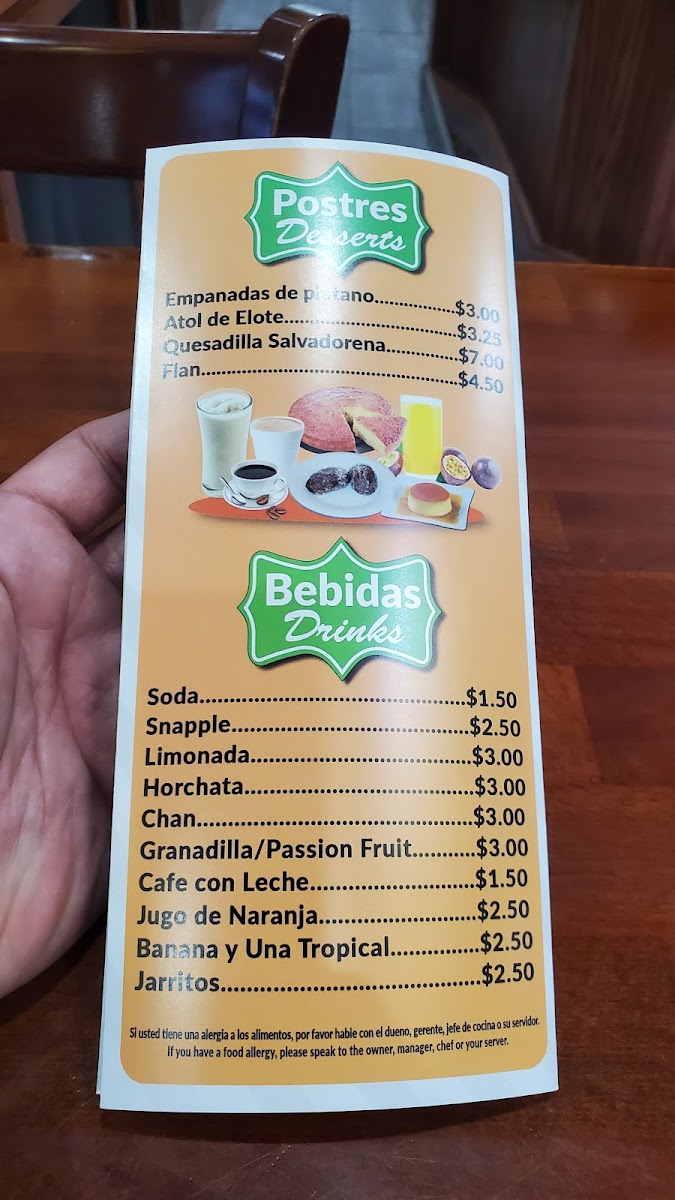 Postres
Desserts
Empanadas de platano................$3.00
Atol de Elote..................................$3.25
Quesadilla Salvadorena..............$7.00
Flan..................................................$4.50
Bebidas
Drinks
Soda..............................................$1.50
Snapple.........................................$2.50
Limonada......................................$3.00
Horchata.......................................$3.00
Chan...............................................$3.00
Granadilla/Passion Fruit..........$3.00
Cafe con Leche...........................$1.50
Jugo de Naranja..........................$2.50
Banana y Una Tropical..............$2.50
Jarritos...........................................$2.50
Si usted tiene una alergia a los alimentos, por favor hable con el dueno, gerente, jefe de cocina o su servidor.
If you have a food allergy, please speak to the owner, manager, chef or your server.